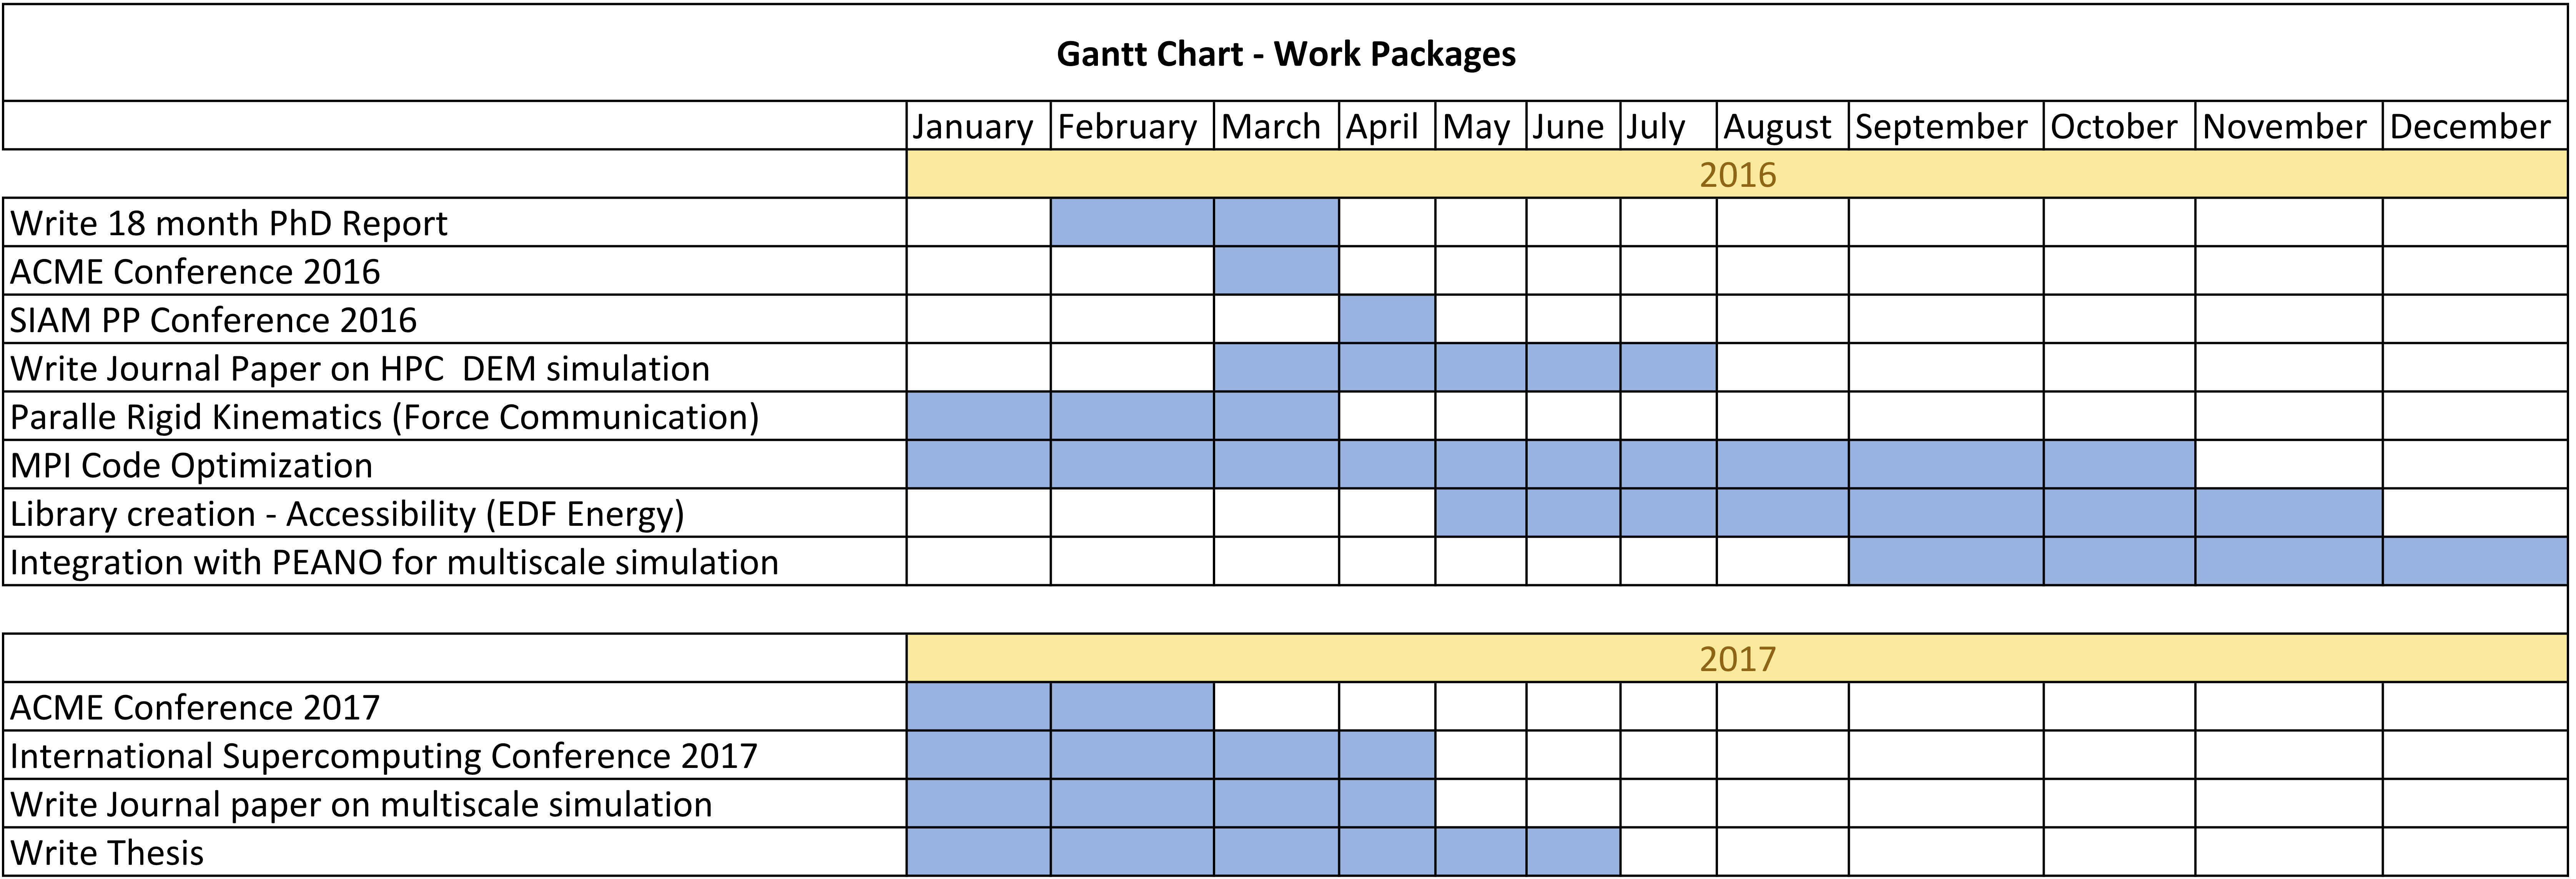 Gantt Chart - Work Packages
January February March April May June July August September October November December
2016
Write 18 month PhD Report
ACME Conference 2016
SIAM PP Conference 2016
Write Journal Paper on HPC  DEM simulation
Paralle Rigid Kinematics (Force Communication)
MPI Code Optimization
Library creation - Accessibility (EDF Energy)
Integration with PEANO for multiscale simulation
2017
ACME Conference 2017
International Supercomputing Conference 2017
Write Journal paper on multiscale simulation
Write Thesis